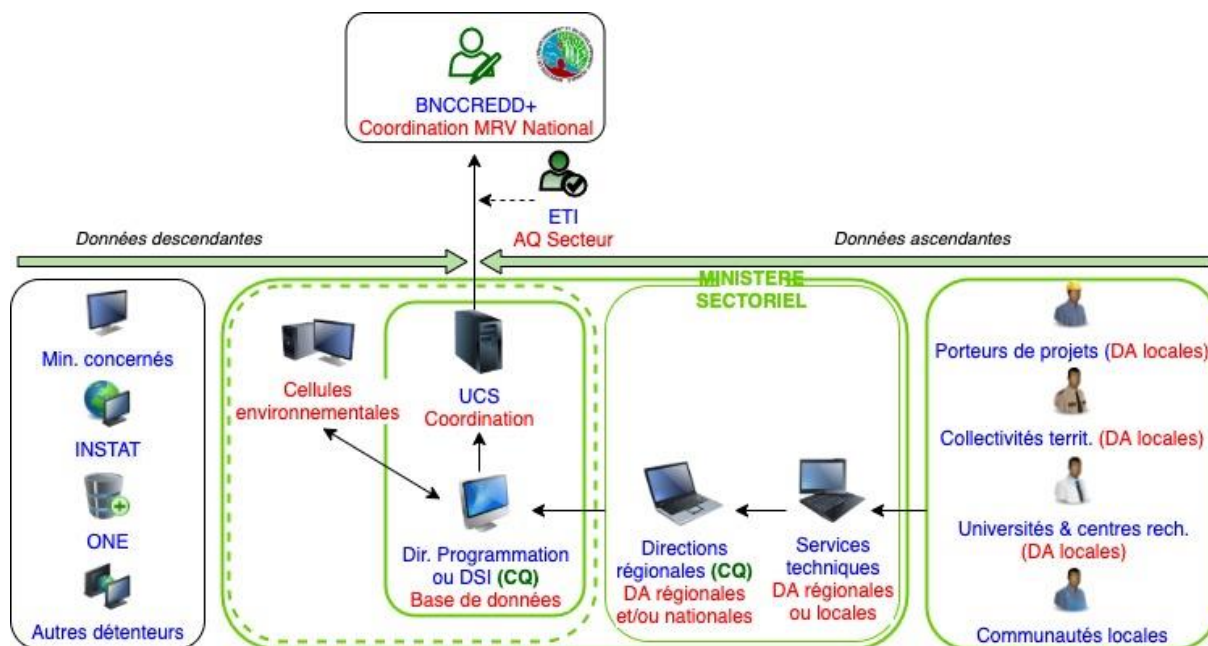 BNCCREDD+
Coordination MRV National
ETI
AQ Secteur
Données descendantes
Données ascendantes
MINISTERE
SECTORIEL
Min. concernés
INSTAT
ONE
Autres détenteurs
Cellules
environnementales
UCS
Coordination
Dir. Programmation
ou DSI (CQ)
Base de données
Directions
régionales (CQ)
DA régionales
et/ou nationales
Services
techniques
DA régionales
ou locales
Porteurs de projets (DA locales)
Collectivités territ. (DA locales)
Universités & centres rech.
(DA locales)
Communautés locales